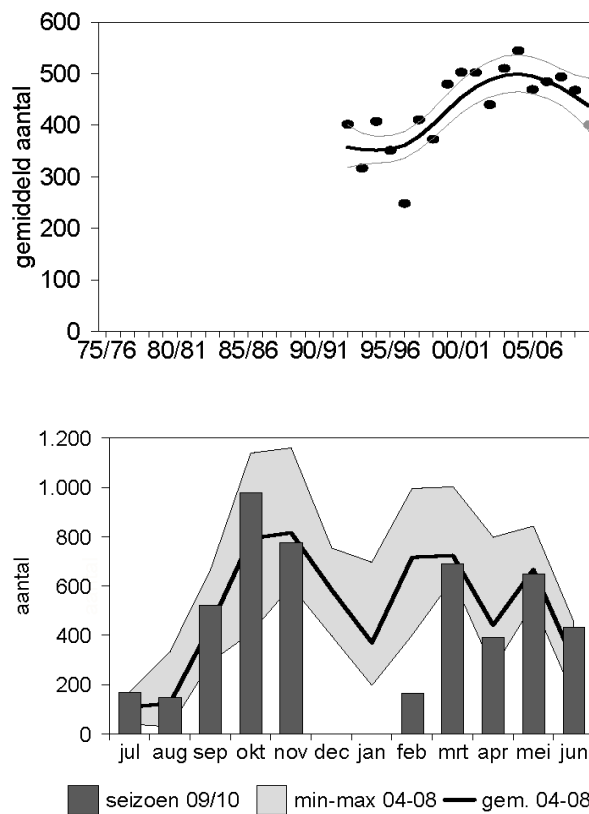 600
500
400
300
200
100
0
gemiddeld aantal
75/76 80/81 85/86 90/91 95/96 00/01 05/06
1.200
1.000
800
600
400
200
0
aantal
jul aug sep okt nov dec jan feb mrt apr mei jun
seizoen 09/10 min-max 04-08 gem. 04-08